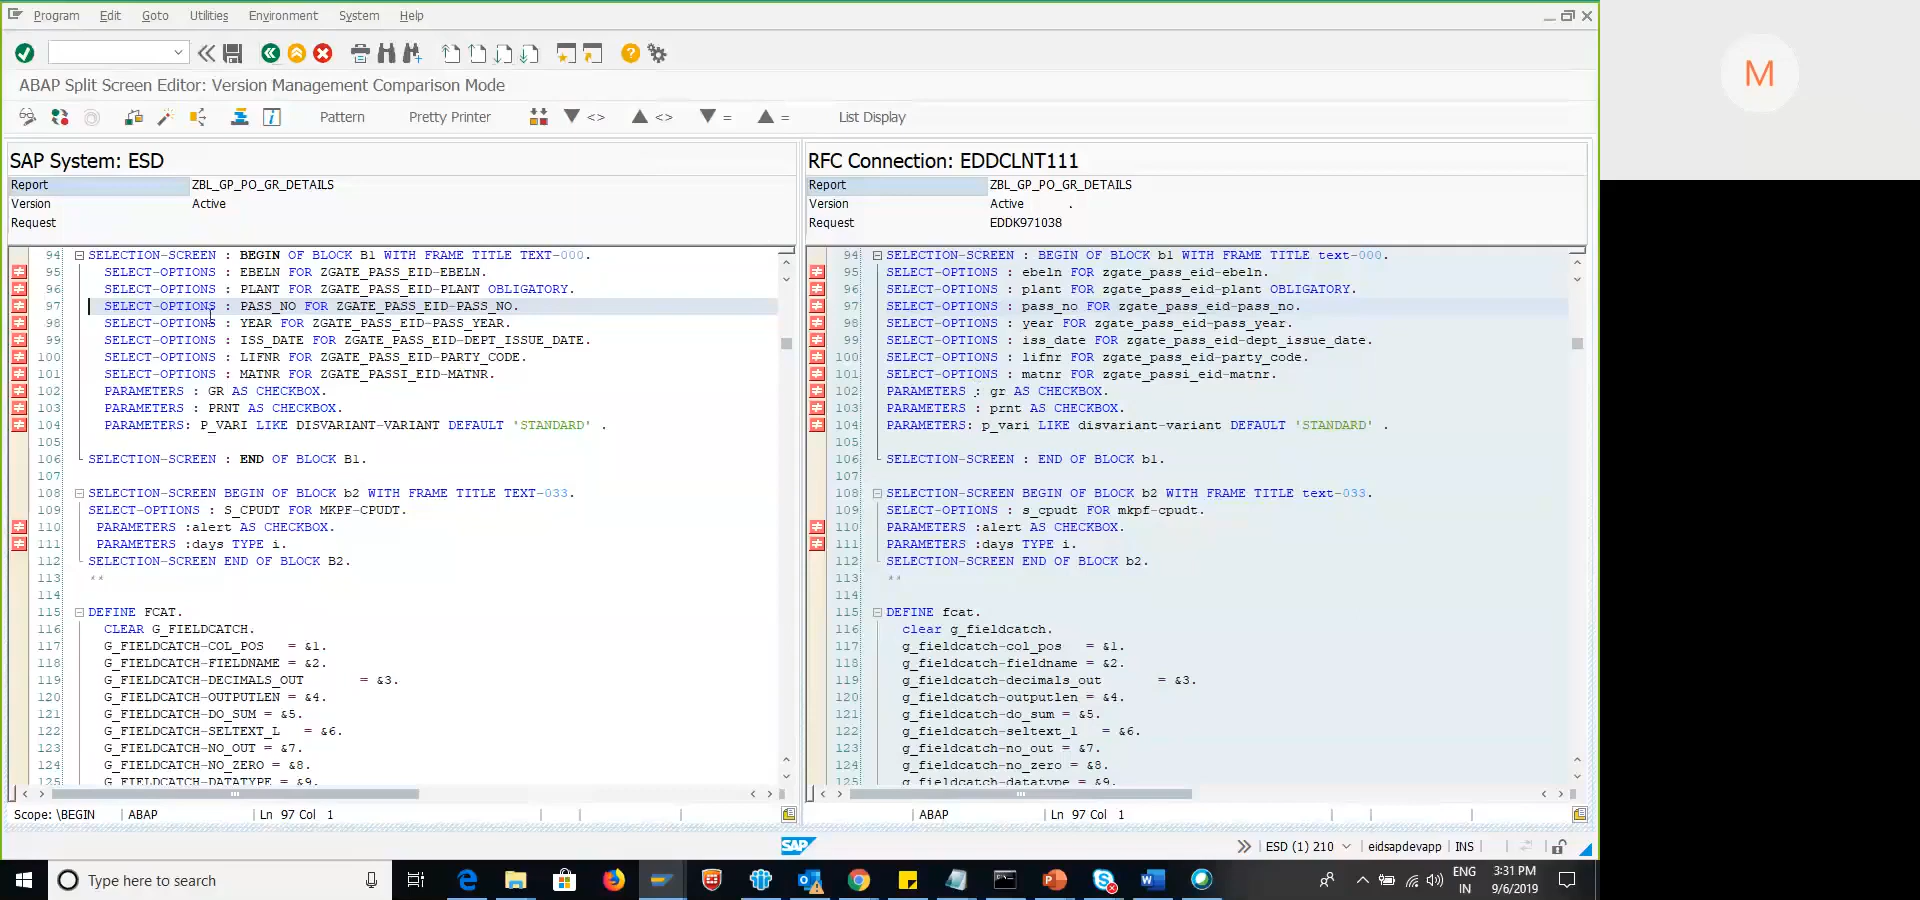 Program Edit Goto Utilities Environment System Help
ABAP Split Screen Editor: Version Management Comparison Mode
Pattern Pretty Printer <> <> = = List Display
M
SAP System: ESD
Report ZBL_GP_PO_GR_DETAILS
Version Active
Request
94 SELECTION-SCREEN : BEGIN OF BLOCK B1 WITH FRAME TITLE TEXT-000.
95 SELECT-OPTIONS : EBELN FOR ZGATE_PASS_EID-EBELN.
96 SELECT-OPTIONS : PLANT FOR ZGATE_PASS_EID-PLANT OBLIGATORY.
97 SELECT-OPTIONS : PASS_NO FOR ZGATE_PASS_EID-PASS_NO.
98 SELECT-OPTIONS : YEAR FOR ZGATE_PASS_EID-PASS_YEAR.
99 SELECT-OPTIONS : ISS_DATE FOR ZGATE_PASS_EID-DEPT_ISSUE_DATE.
100 SELECT-OPTIONS : LIFNR FOR ZGATE_PASS_EID-PARTY_CODE.
101 SELECT-OPTIONS : MATNR FOR ZGATE_PASSI_EID-MATNR.
102 PARAMETERS : GR AS CHECKBOX.
103 PARAMETERS : PRNT AS CHECKBOX.
104 PARAMETERS: P_VARI LIKE DISVARIANT-VARIANT DEFAULT 'STANDARD' .
105
106 SELECTION-SCREEN : END OF BLOCK B1.
107
108 SELECTION-SCREEN BEGIN OF BLOCK b2 WITH FRAME TITLE TEXT-033.
109 SELECT-OPTIONS : S_CPUDT FOR MKPF-CPUDT.
110 PARAMETERS :alert AS CHECKBOX.
111 PARAMETERS :days TYPE i.
112 SELECTION-SCREEN END OF BLOCK B2.
113 **
114
115 DEFINE FCAT.
116 CLEAR G_FIELDCATCH.
117 G_FIELDCATCH-COL_POS = &1.
118 G_FIELDCATCH-FIELDNAME = &2.
119 G_FIELDCATCH-DECIMALS_OUT = &3.
120 G_FIELDCATCH-OUTPUTLEN = &4.
121 G_FIELDCATCH-DO_SUM = &5.
122 G_FIELDCATCH-SELTEXT_L = &6.
123 G_FIELDCATCH-NO_OUT = &7.
124 G_FIELDCATCH-NO_ZERO = &8.
125 G_FIELDCATCH-DATATYPE = &9.
Scope: \BEGIN ABAP Ln 97 Col 1
RFC Connection: EDDCLNT111
Report ZBL_GP_PO_GR_DETAILS
Version Active .
Request EDDK971038
94 SELECTION-SCREEN : BEGIN OF BLOCK b1 WITH FRAME TITLE text-000.
95 SELECT-OPTIONS : ebeln FOR zgate_pass_eid-ebeln.
96 SELECT-OPTIONS : plant FOR zgate_pass_eid-plant OBLIGATORY.
97 SELECT-OPTIONS : pass_no FOR zgate_pass_eid-pass_no.
98 SELECT-OPTIONS : year FOR zgate_pass_eid-pass_year.
99 SELECT-OPTIONS : iss_date FOR zgate_pass_eid-dept_issue_date.
100 SELECT-OPTIONS : lifnr FOR zgate_pass_eid-party_code.
101 SELECT-OPTIONS : matnr FOR zgate_passi_eid-matnr.
102 PARAMETERS : gr AS CHECKBOX.
103 PARAMETERS : prnt AS CHECKBOX.
104 PARAMETERS: p_vari LIKE disvariant-variant DEFAULT 'STANDARD' .
105
106 SELECTION-SCREEN : END OF BLOCK b1.
107
108 SELECTION-SCREEN BEGIN OF BLOCK b2 WITH FRAME TITLE text-033.
109 SELECT-OPTIONS : s_cpudt FOR mkpf-cpudt.
110 PARAMETERS :alert AS CHECKBOX.
111 PARAMETERS :days TYPE i.
112 SELECTION-SCREEN END OF BLOCK b2.
113 **
114
115 DEFINE fcat.
116 clear g_fieldcatch.
117 g_fieldcatch-col_pos = &1.
118 g_fieldcatch-fieldname = &2.
119 g_fieldcatch-decimals_out = &3.
120 g_fieldcatch-outputlen = &4.
121 g_fieldcatch-do_sum = &5.
122 g_fieldcatch-seltext_l = &6.
123 g_fieldcatch-no_out = &7.
124 g_fieldcatch-no_zero = &8.
125 g_fieldcatch-datatype = &9.
ABAP Ln 97 Col 1
SAP ESD (1) 210 eidsapdevapp INS
Type here to search
ENG 3:31 PM
IN 9/6/2019